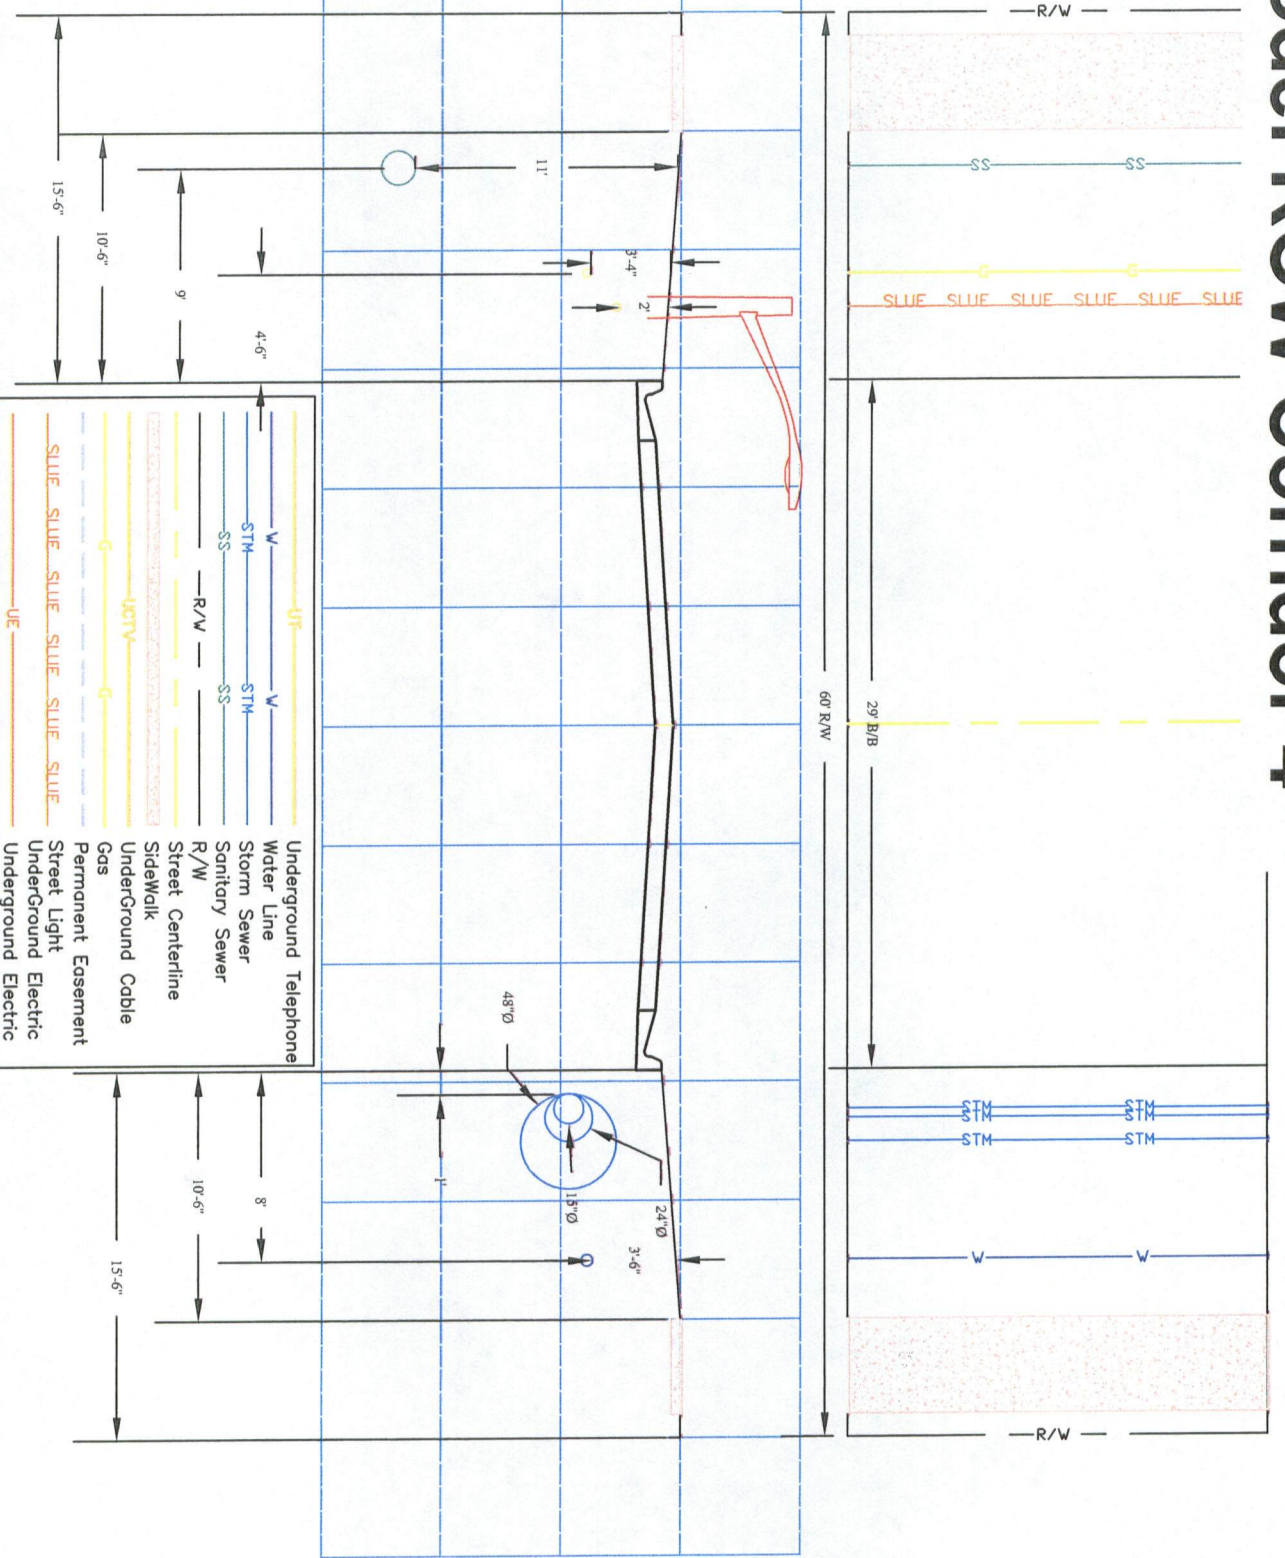 R/W
SS SS
G G
SLUE SLUE SLUE SLUE SLUE SLUE
29' B/B
60' R/W
STM STM
STM STM
STM STM
W W
R/W
11'
3'-4"
2'
15'-6"
10'-6"
9'
4'-6"
48"Ø
15"Ø
24"Ø
3'-6"
1'
8'
10'-6"
15'-6"
UT Underground Telephone
W W Water Line
STM STM Storm Sewer
SS SS Sanitary Sewer
R/W R/W
Street Centerline
SideWalk
UCTV UnderGround Cable
G G Gas
Permanent Easement
SLUE SLUE SLUE SLUE SLUE SLUE Street Light
UnderGround Electric
UE Underground Electric